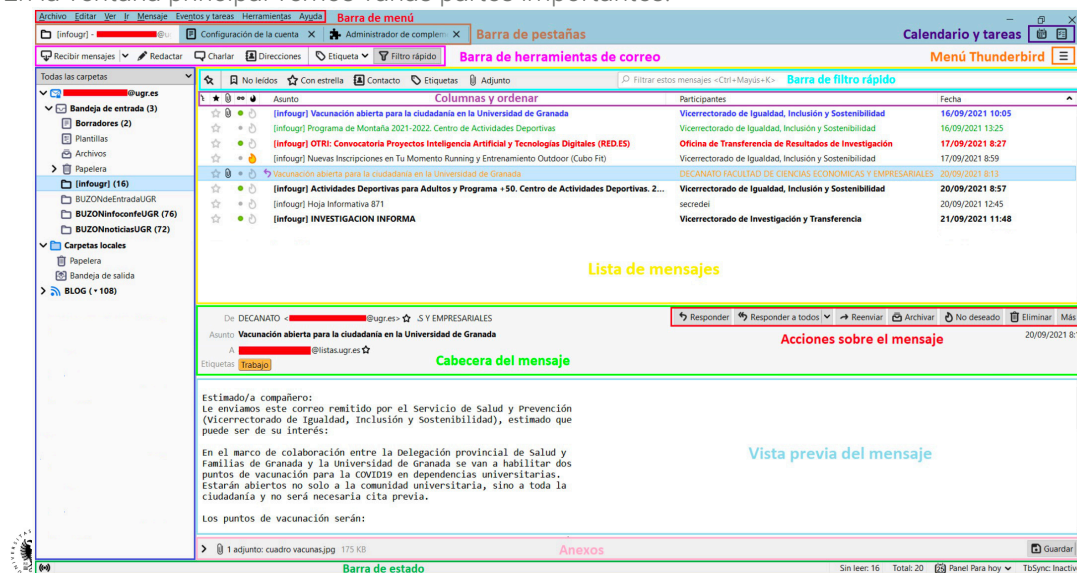 En la ventana principal vemos varias partes importantes:
Archivo Editar Ver Ir Mensaje Eventos y tareas Herramientas Ayuda Barra de menú
[infougr] - @u Configuración de la cuenta X Administrador de complem X Barra de pestañas Calendario y tareas
Recibir mensajes Redactar Charlar Direcciones Etiqueta Filtro rápido Barra de herramientas de correo Menú Thunderbird
Todas las carpetas
No leídos Con estrella Contacto Etiquetas Adjunto Filtrar estos mensajes <Ctrl+Mayús+K> Barra de filtro rápido
@ugr.es
Bandeja de entrada (3)
Borradores (2)
Plantillas
Archivos
Papelera
[infougr] (16)
BUZONdeEntradaUGR
BUZONinfoconfeUGR (76)
BUZONnoticiasUGR (72)
Carpetas locales
Papelera
Bandeja de salida
BLOG (108)
Asunto Columnas y ordenar Participantes Fecha
[infougr] Vacunación abierta para la ciudadanía en la Universidad de Granada Vicerrectorado de Igualdad, Inclusión y Sostenibilidad 16/09/2021 10:05
[infougr] Programa de Montaña 2021-2022. Centro de Actividades Deportivas Vicerrectorado de Igualdad, Inclusión y Sostenibilidad 16/09/2021 13:25
[infougr] OTRI: Convocatoria Proyectos Inteligencia Artificial y Tecnologías Digitales (RED.ES) Oficina de Transferencia de Resultados de Investigación 17/09/2021 8:27
[infougr] Nuevas Inscripciones en Tu Momento Running y Entrenamiento Outdoor (Cubo Fit) Vicerrectorado de Igualdad, Inclusión y Sostenibilidad 17/09/2021 8:59
Vacunación abierta para la ciudadanía en la Universidad de Granada DECANATO FACULTAD DE CIENCIAS ECONOMICAS Y EMPRESARIALES 20/09/2021 8:13
[infougr] Actividades Deportivas para Adultos y Programa +50. Centro de Actividades Deportivas. 2... Vicerrectorado de Igualdad, Inclusión y Sostenibilidad 20/09/2021 8:57
[infougr] Hoja Informativa 871 secredei 20/09/2021 12:45
[infougr] INVESTIGACION INFORMA Vicerrectorado de Investigación y Transferencia 21/09/2021 11:48
Lista de mensajes
De DECANATO < @ugr.es> .S Y EMPRESARIALES Responder Responder a todos Reenviar Archivar No deseado Eliminar Más
Asunto Vacunación abierta para la ciudadanía en la Universidad de Granada Acciones sobre el mensaje 20/09/2021 8:
A @listas.ugr.es
Cabecera del mensaje
Etiquetas Trabajo
Estimado/a compañero:
Le enviamos este correo remitido por el Servicio de Salud y Prevención
(Vicerrectorado de Igualdad, Inclusión y Sostenibilidad), estimado que
puede ser de su interés:
En el marco de colaboración entre la Delegación provincial de Salud y
Familias de Granada y la Universidad de Granada se van a habilitar dos
puntos de vacunación para la COVID19 en dependencias universitarias.
Estarán abiertos no solo a la comunidad universitaria, sino a toda la
ciudadanía y no será necesaria cita previa.
Los puntos de vacunación serán:
Vista previa del mensaje
1 adjunto: cuadro vacunas.jpg 175 KB Anexos Guardar
Barra de estado Sin leer: 16 Total: 20 Panel Para hoy TbSync: Inactiv